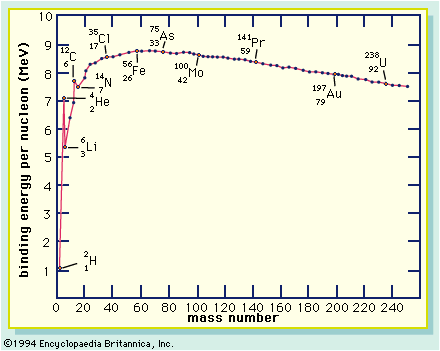 binding energy per nucleon (MeV)
10
9
8
7
6
5
4
3
2
1
35
17 Cl
75
33 As
12
6 C
14
7 N
4
2 He
6
3 Li
2
1 H
56
26 Fe
100
42 Mo
141
59 Pr
197
79 Au
238
92 U
0 20 40 60 80 100 120 140 160 180 200 220 240
mass number
©1994 Encyclopaedia Britannica, Inc.